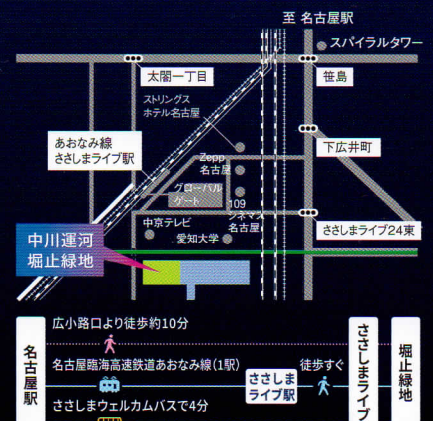 至 名古屋駅
スパイラルタワー
太閤一丁目
笹島
ストリングス
ホテル名古屋
あおなみ線
ささしまライブ駅
下広井町
Zepp
名古屋
グローバル
ゲート
109
シネマズ
名古屋
中京テレビ
愛知大学
ささしまライブ24東
中川運河
堀止緑地
広小路口より徒歩約10分
名古屋駅
名古屋臨海高速鉄道あおなみ線(1駅)
ささしま
ライブ駅
徒歩すぐ
ささしまライブ
堀止緑地
ささしまウェルカムバスで4分